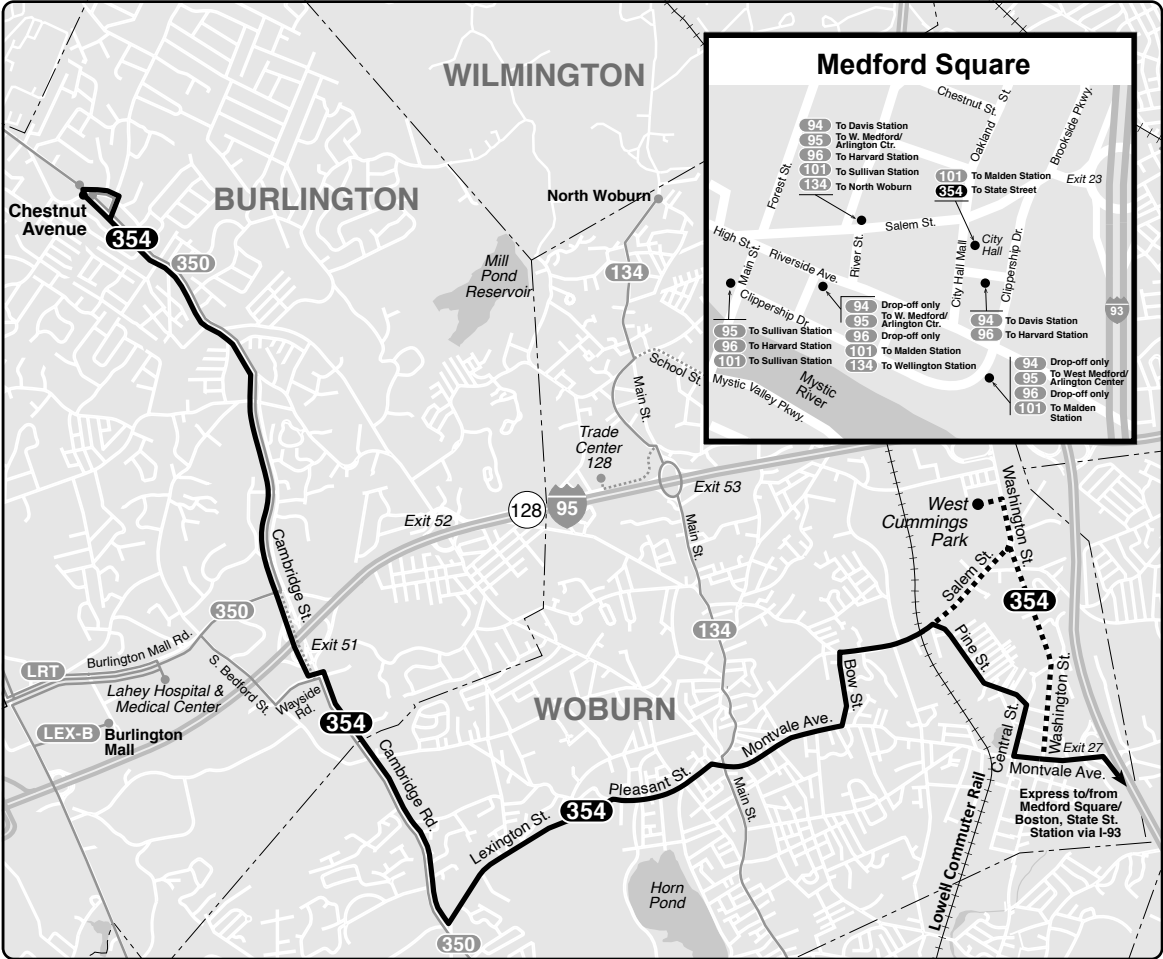 WILMINGTON
BURLINGTON
North Woburn
Chestnut
Avenue
354
350
134
Mill
Pond
Reservoir
School St.
Main St.
Trade
Center
128
Exit 53
128
95
Exit 52
Main St.
Cambridge St.
350
Exit 51
134
LRT
Burlington Mall Rd.
Lahey Hospital &
Medical Center
S. Bedford St.
Wayside
Rd.
LEX-B
Burlington
Mall
354
WOBURN
Cambridge Rd.
Lexington St.
354
Pleasant St.
Montvale Ave.
Bow St.
Main St.
Horn
Pond
350
West
Cummings
Park
Washington St.
Salem St.
354
Pine St.
Washington St.
Central St.
Exit 27
Montvale Ave.
Express to/from
Medford Square/
Boston, State St.
Station via I-93
Lowell Commuter Rail
Medford Square
Chestnut St.
Oakland St.
Brookside Pkwy.
94 To Davis Station
95 To W. Medford/
Arlington Ctr.
96 To Harvard Station
101 To Sullivan Station
134 To North Woburn
101 To Malden Station
354 To State Street
Exit 23
Forest St.
Salem St.
High St.
Main St.
Riverside Ave.
River St.
City Hall Mall
City
Hall
Clippership Dr.
Clippership Dr.
93
95 To Sullivan Station
96 To Harvard Station
101 To Sullivan Station
94 Drop-off only
95 To W. Medford/
Arlington Ctr.
96 Drop-off only
101 To Malden Station
134 To Wellington Station
94 To Davis Station
96 To Harvard Station
94 Drop-off only
95 To West Medford/
Arlington Center
96 Drop-off only
101 To Malden
Station
Mystic
River
Mystic Valley Pkwy.